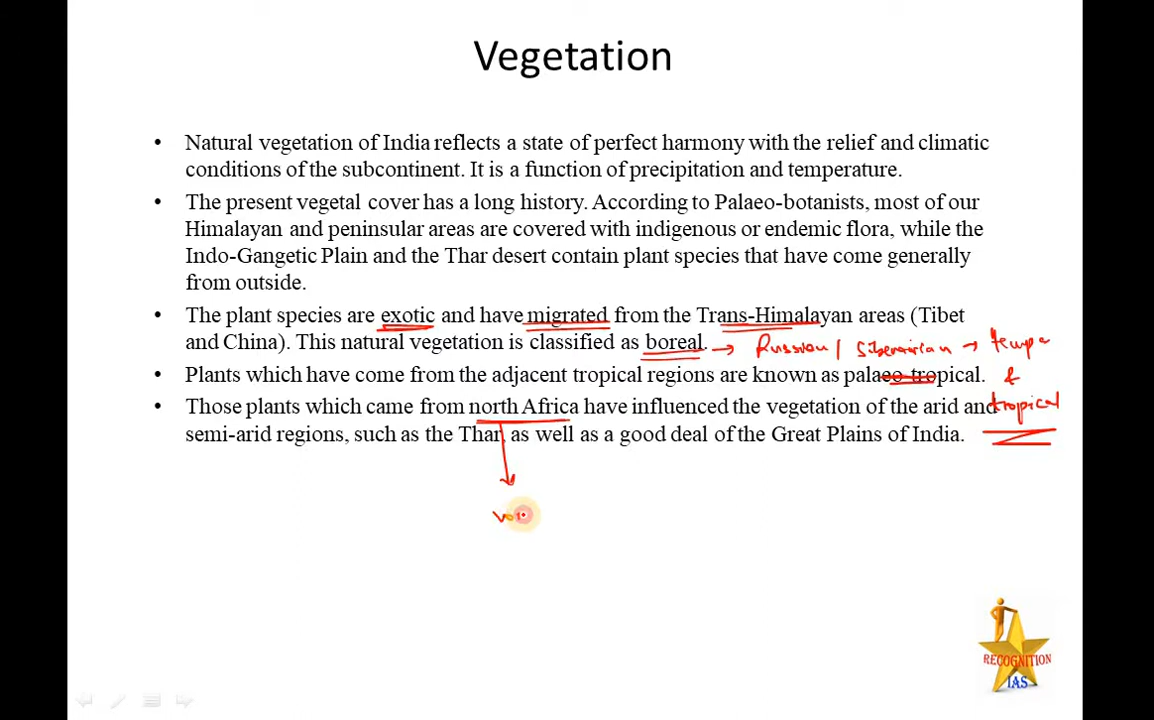 Vegetation
• Natural vegetation of India reflects a state of perfect harmony with the relief and climatic
conditions of the subcontinent. It is a function of precipitation and temperature.
• The present vegetal cover has a long history. According to Palaeo-botanists, most of our
Himalayan and peninsular areas are covered with indigenous or endemic flora, while the
Indo-Gangetic Plain and the Thar desert contain plant species that have come generally
from outside.
• The plant species are exotic and have migrated from the Trans-Himalayan areas (Tibet
and China). This natural vegetation is classified as boreal. → Russian / → tempe
• Plants which have come from the adjacent tropical regions are known as palaeo-tropical. &
• Those plants which came from north Africa have influenced the vegetation of the arid and tropical
semi-arid regions, such as the Thar, as well as a good deal of the Great Plains of India.
RECOGNITION
IAS